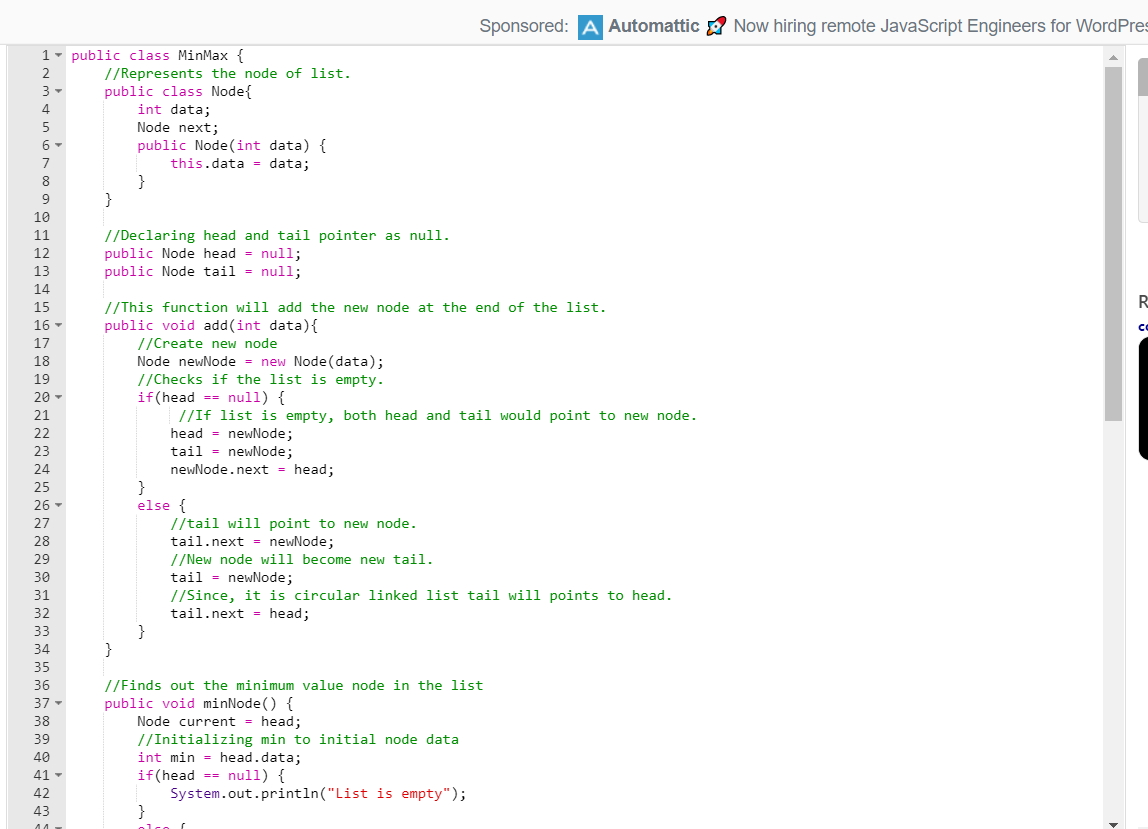 Sponsored: A Automattic 🚀 Now hiring remote JavaScript Engineers for WordPres
1 public class MinMax {
2     //Represents the node of list.
3     public class Node{
4         int data;
5         Node next;
6         public Node(int data) {
7             this.data = data;
8         }
9     }
10
11     //Declaring head and tail pointer as null.
12     public Node head = null;
13     public Node tail = null;
14
15     //This function will add the new node at the end of the list.
16     public void add(int data){
17         //Create new node
18         Node newNode = new Node(data);
19         //Checks if the list is empty.
20         if(head == null) {
21              //If list is empty, both head and tail would point to new node.
22             head = newNode;
23             tail = newNode;
24             newNode.next = head;
25         }
26         else {
27             //tail will point to new node.
28             tail.next = newNode;
29             //New node will become new tail.
30             tail = newNode;
31             //Since, it is circular linked list tail will points to head.
32             tail.next = head;
33         }
34     }
35
36     //Finds out the minimum value node in the list
37     public void minNode() {
38         Node current = head;
39         //Initializing min to initial node data
40         int min = head.data;
41         if(head == null) {
42             System.out.println("List is empty");
43         }
44         else {
R
co